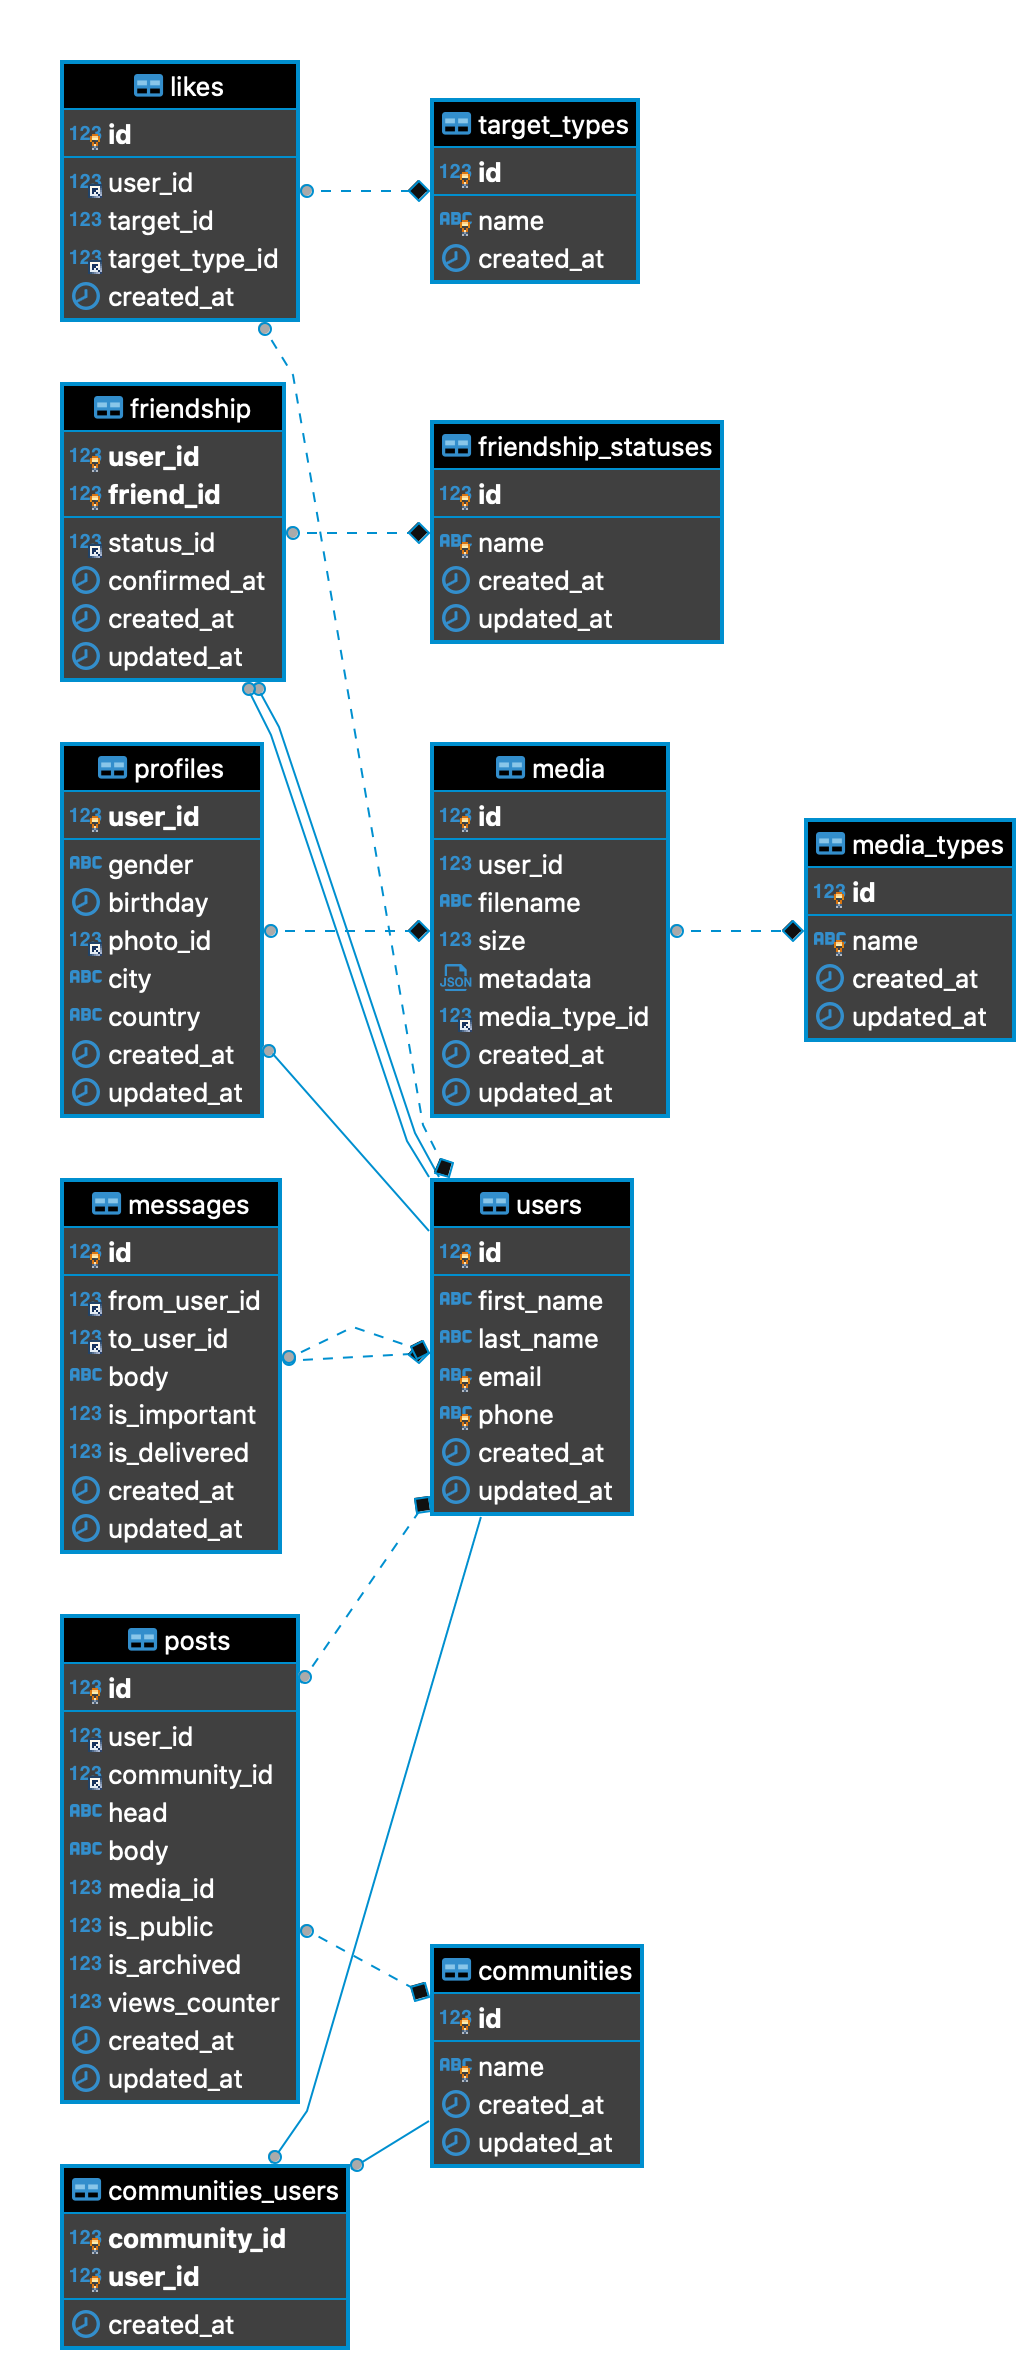 likes
123 id
123 user_id
123 target_id
123 target_type_id
created_at
target_types
123 id
ABC name
created_at
friendship
123 user_id
123 friend_id
123 status_id
confirmed_at
created_at
updated_at
friendship_statuses
123 id
ABC name
created_at
updated_at
profiles
123 user_id
ABC gender
birthday
123 photo_id
ABC city
ABC country
created_at
updated_at
media
123 id
123 user_id
ABC filename
123 size
JSON metadata
123 media_type_id
created_at
updated_at
media_types
123 id
ABC name
created_at
updated_at
messages
123 id
123 from_user_id
123 to_user_id
ABC body
123 is_important
123 is_delivered
created_at
updated_at
users
123 id
ABC first_name
ABC last_name
ABC email
ABC phone
created_at
updated_at
posts
123 id
123 user_id
123 community_id
ABC head
ABC body
123 media_id
123 is_public
123 is_archived
123 views_counter
created_at
updated_at
communities
123 id
ABC name
created_at
updated_at
communities_users
123 community_id
123 user_id
created_at